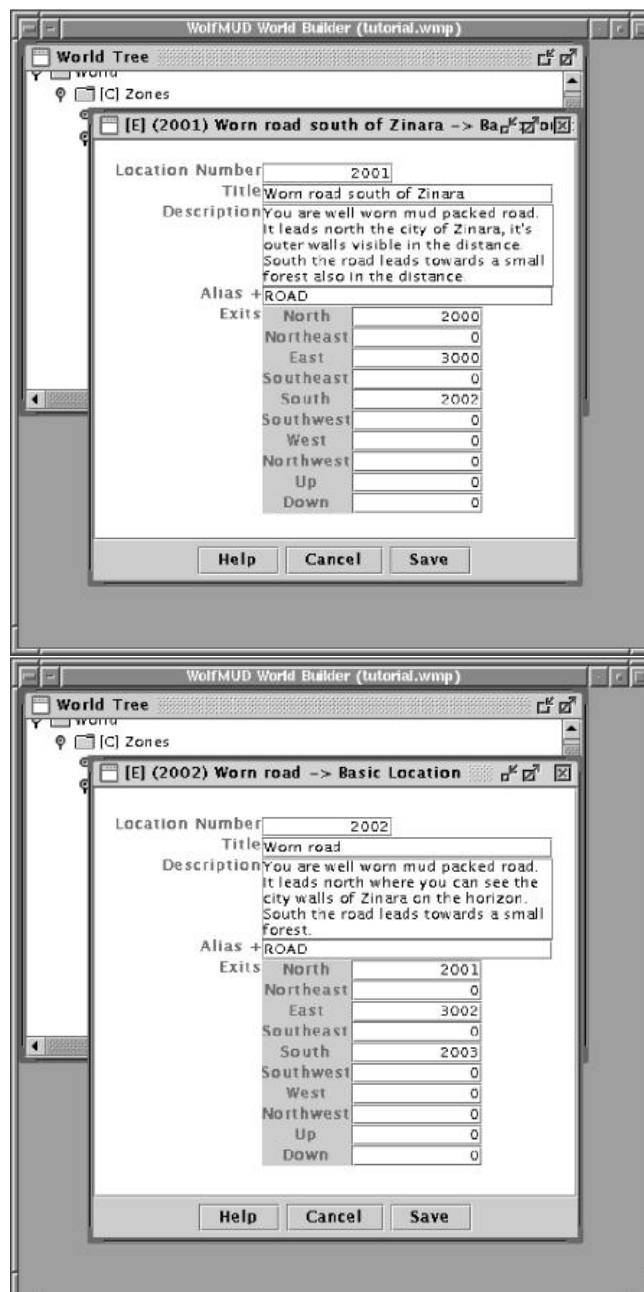 WolfMUD World Builder (tutorial.wmp)
World Tree
World
[C] Zones
[E] (2001) Worn road south of Zinara ->
Location Number 2001
Title Worn road south of Zinara
Description You are well worn mud packed road.
It leads north the city of Zinara, it's
outer walls visible in the distance.
South the road leads towards a small
forest also in the distance.
Alias + ROAD
Exits North 2000
Northeast 0
East 3000
Southeast 0
South 2002
Southwest 0
West 0
Northwest 0
Up 0
Down 0
Help Cancel Save
WolfMUD World Builder (tutorial.wmp)
World Tree
World
[C] Zones
[E] (2002) Worn road -> Basic Location
Location Number 2002
Title Worn road
Description You are well worn mud packed road.
It leads north where you can see the
city walls of Zinara on the horizon.
South the road leads towards a small
forest.
Alias + ROAD
Exits North 2001
Northeast 0
East 3002
Southeast 0
South 2003
Southwest 0
West 0
Northwest 0
Up 0
Down 0
Help Cancel Save